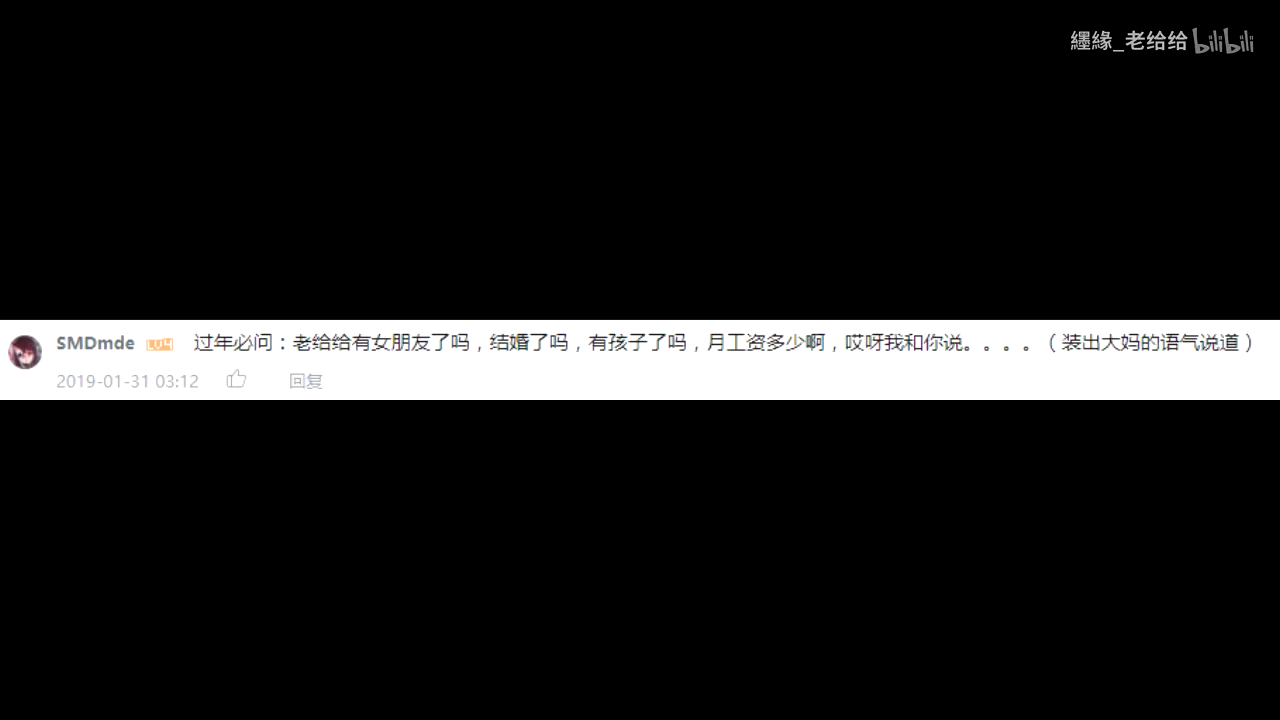 纒緣_老给给 bilibili
SMDmde LV4 过年必问：老给给有女朋友了吗，结婚了吗，有孩子了吗，月工资多少啊，哎呀我和你说。。。。（装出大妈的语气说道）
2019-01-31 03:12 回复